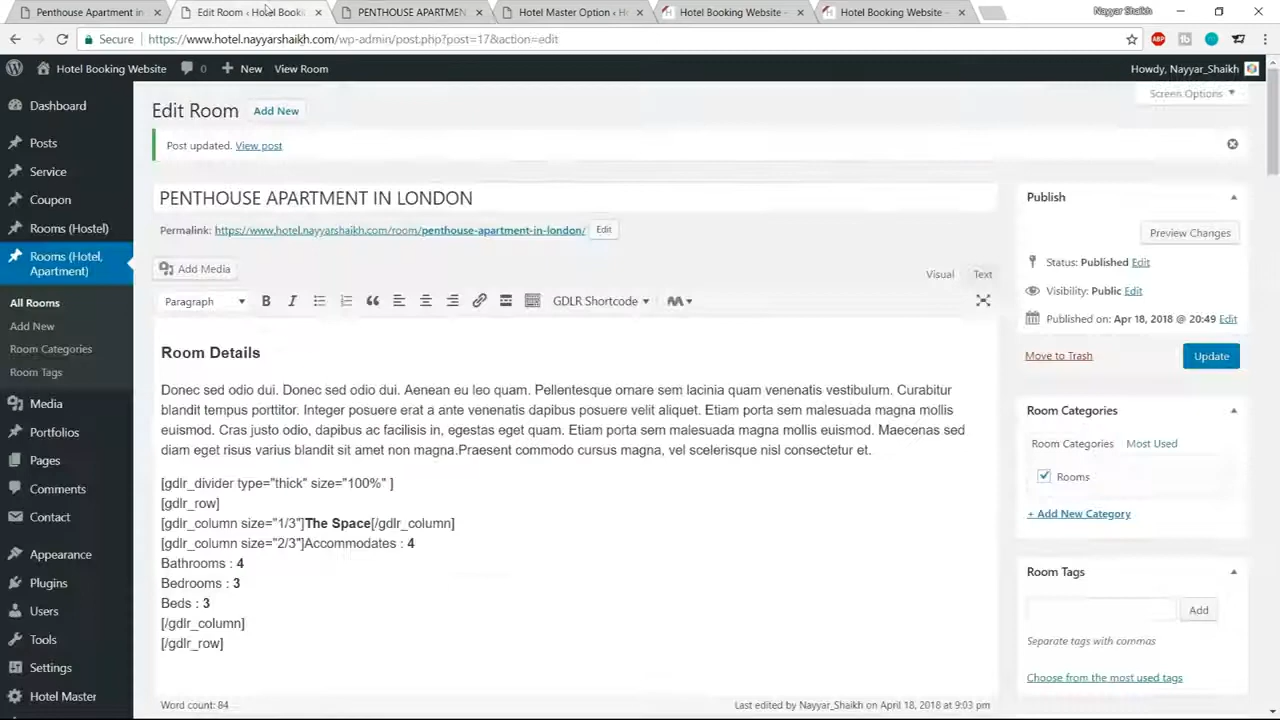 Penthouse Apartment in
Edit Room ‹ Hotel Booki
PENTHOUSE APARTMEN
Hotel Master Option ‹ H
Hotel Booking Website -
Hotel Booking Website -
Nayyar Shaikh
Secure
https://www.hotel.nayyarshaikh.com/wp-admin/post.php?post=17&action=edit
Hotel Booking Website
0
New
View Room
Howdy, Nayyar_Shaikh
Dashboard
Posts
Service
Coupon
Rooms (Hostel)
Rooms (Hotel,
Apartment)
All Rooms
Add New
Room Categories
Room Tags
Media
Portfolios
Pages
Comments
Contact
Appearance
Plugins
Users
Tools
Settings
Hotel Master
Screen Options
Edit Room
Add New
Post updated. View post
PENTHOUSE APARTMENT IN LONDON
Permalink: https://www.hotel.nayyarshaikh.com/room/penthouse-apartment-in-london/
Edit
Add Media
Visual
Text
Paragraph
GDLR Shortcode
Room Details
Donec sed odio dui. Donec sed odio dui. Aenean eu leo quam. Pellentesque ornare sem lacinia quam venenatis vestibulum. Curabitur
blandit tempus porttitor. Integer posuere erat a ante venenatis dapibus posuere velit aliquet. Etiam porta sem malesuada magna mollis
euismod. Cras justo odio, dapibus ac facilisis in, egestas eget quam. Etiam porta sem malesuada magna mollis euismod. Maecenas sed
diam eget risus varius blandit sit amet non magna.Praesent commodo cursus magna, vel scelerisque nisl consectetur et.
[gdlr_divider type="thick" size="100%" ]
[gdlr_row]
[gdlr_column size="1/3"]The Space[/gdlr_column]
[gdlr_column size="2/3"]Accommodates : 4
Bathrooms : 4
Bedrooms : 3
Beds : 3
[/gdlr_column]
[/gdlr_row]
Word count: 84
Last edited by Nayyar_Shaikh on April 18, 2018 at 9:03 pm
Publish
Preview Changes
Status: Published Edit
Visibility: Public Edit
Published on: Apr 18, 2018 @ 20:49 Edit
Move to Trash
Update
Room Categories
Room Categories
Most Used
Rooms
+ Add New Category
Room Tags
Add
Separate tags with commas
Choose from the most used tags